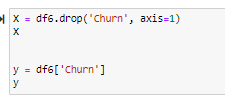 X = df6.drop('Churn', axis=1)
X
y = df6['Churn']
y